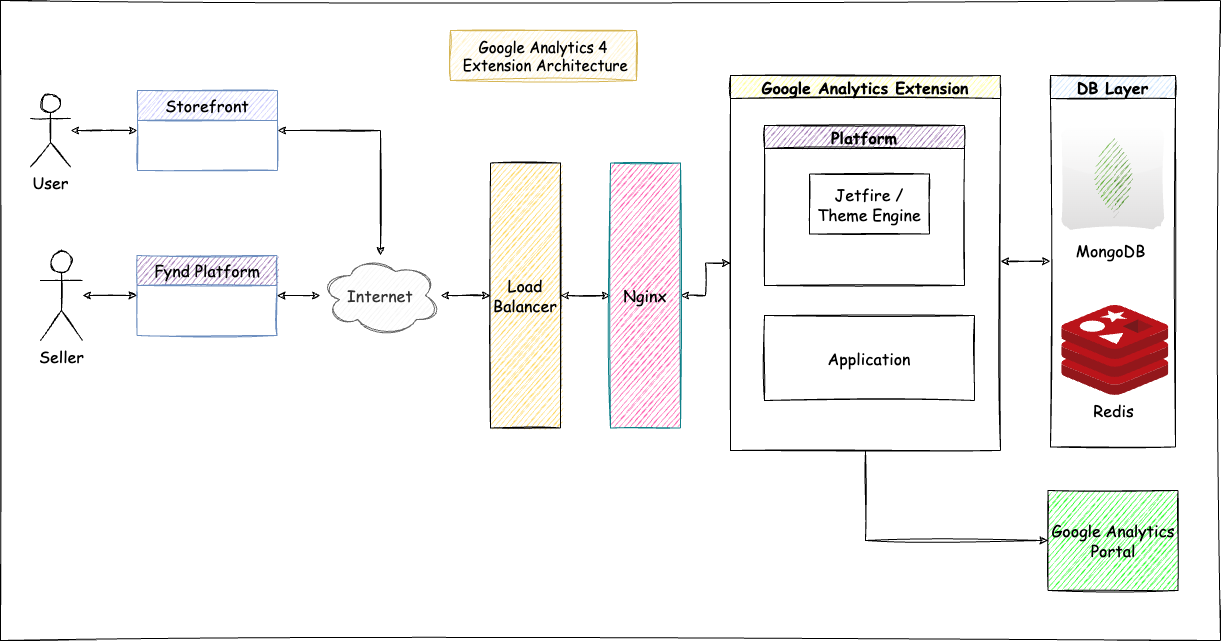 Google Analytics 4
Extension Architecture
User
Storefront
Seller
Fynd Platform
Internet
Load
Balancer
Nginx
Google Analytics Extension
Platform
Jetfire /
Theme Engine
Application
DB Layer
MongoDB
Redis
Google Analytics
Portal